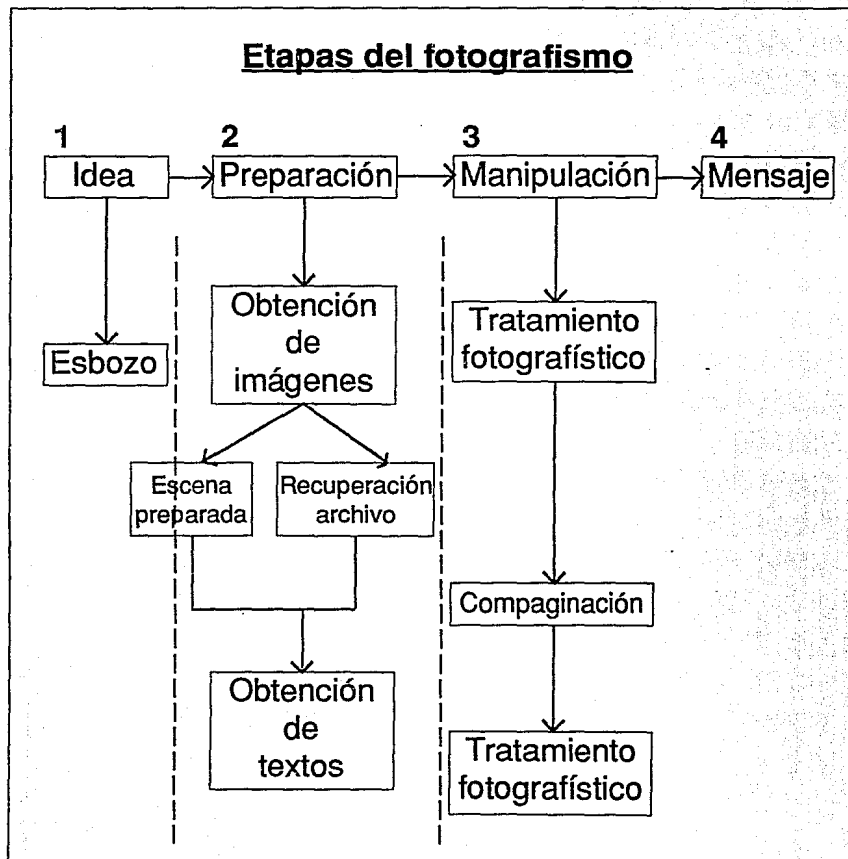 Etapas del fotografismo
1
Idea
2
Preparación
3
Manipulación
4
Mensaje
Esbozo
Obtención
de
imágenes
Escena
preparada
Recuperación
archivo
Obtención
de
textos
Tratamiento
fotografístico
Compaginación
Tratamiento
fotografístico